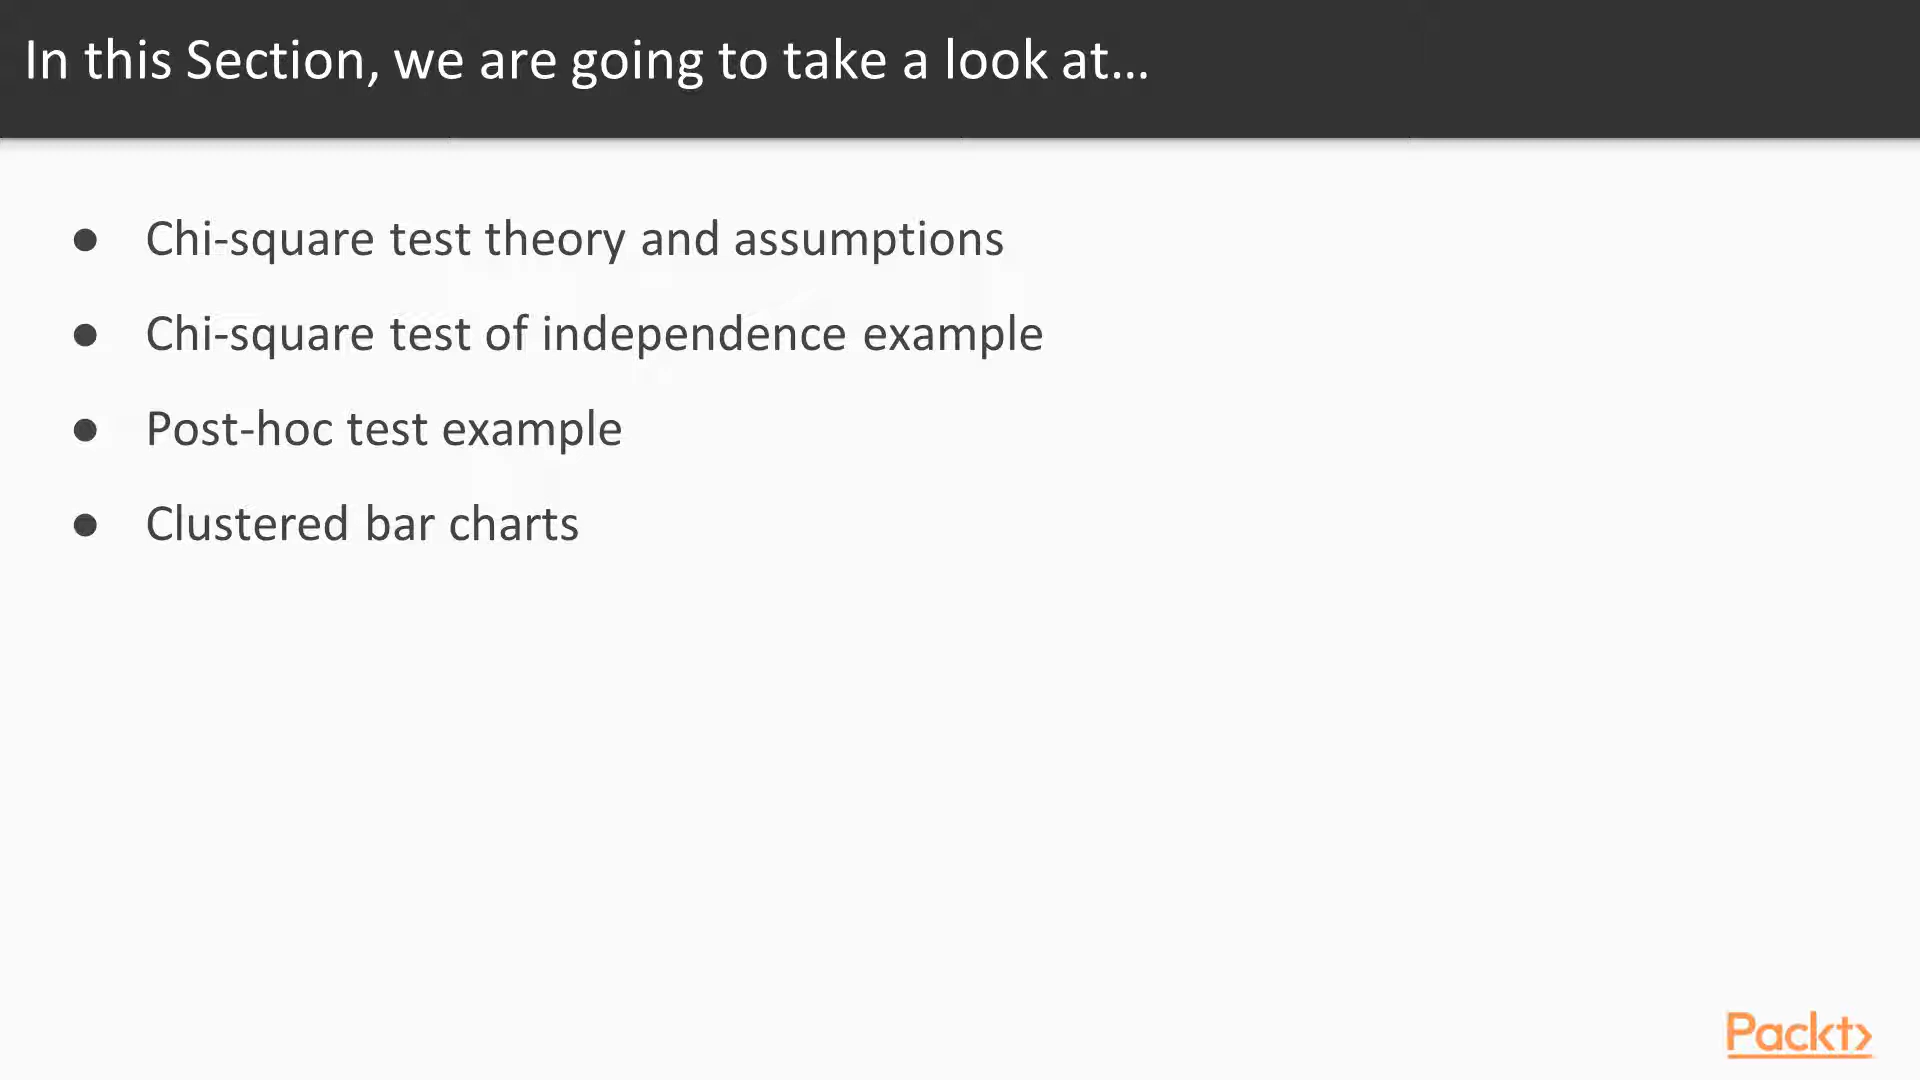 In this Section, we are going to take a look at...
● Chi-square test theory and assumptions
● Chi-square test of independence example
● Post-hoc test example
● Clustered bar charts
Packt>